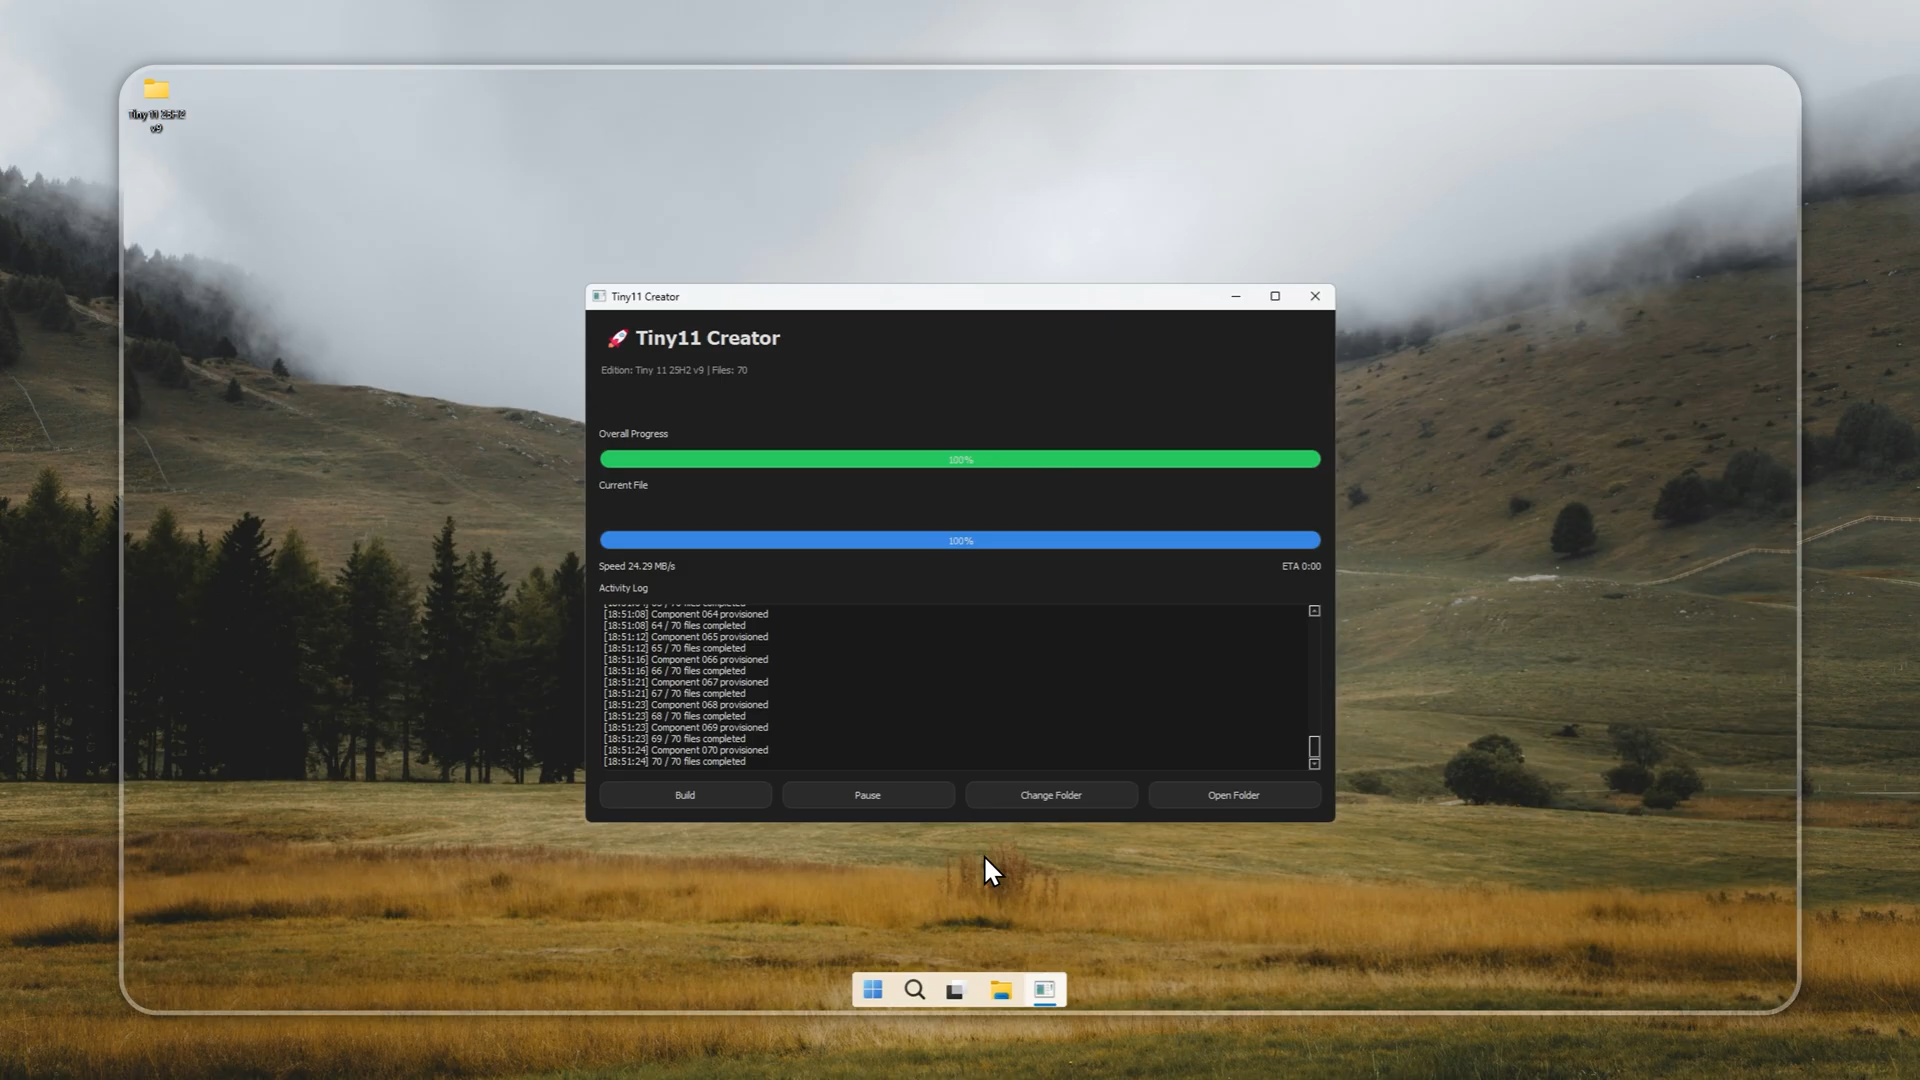 Tiny 11 25H2
v9
Tiny11 Creator
🚀 Tiny11 Creator
Edition: Tiny 11 25H2 v9 | Files: 70
Overall Progress
100%
Current File
100%
Speed 24.29 MB/s
ETA 0:00
Activity Log
[18:51:08] Component 064 provisioned
[18:51:08] 64 / 70 files completed
[18:51:12] Component 065 provisioned
[18:51:12] 65 / 70 files completed
[18:51:16] Component 066 provisioned
[18:51:16] 66 / 70 files completed
[18:51:21] Component 067 provisioned
[18:51:21] 67 / 70 files completed
[18:51:23] Component 068 provisioned
[18:51:23] 68 / 70 files completed
[18:51:23] Component 069 provisioned
[18:51:23] 69 / 70 files completed
[18:51:24] Component 070 provisioned
[18:51:24] 70 / 70 files completed
Build
Pause
Change Folder
Open Folder